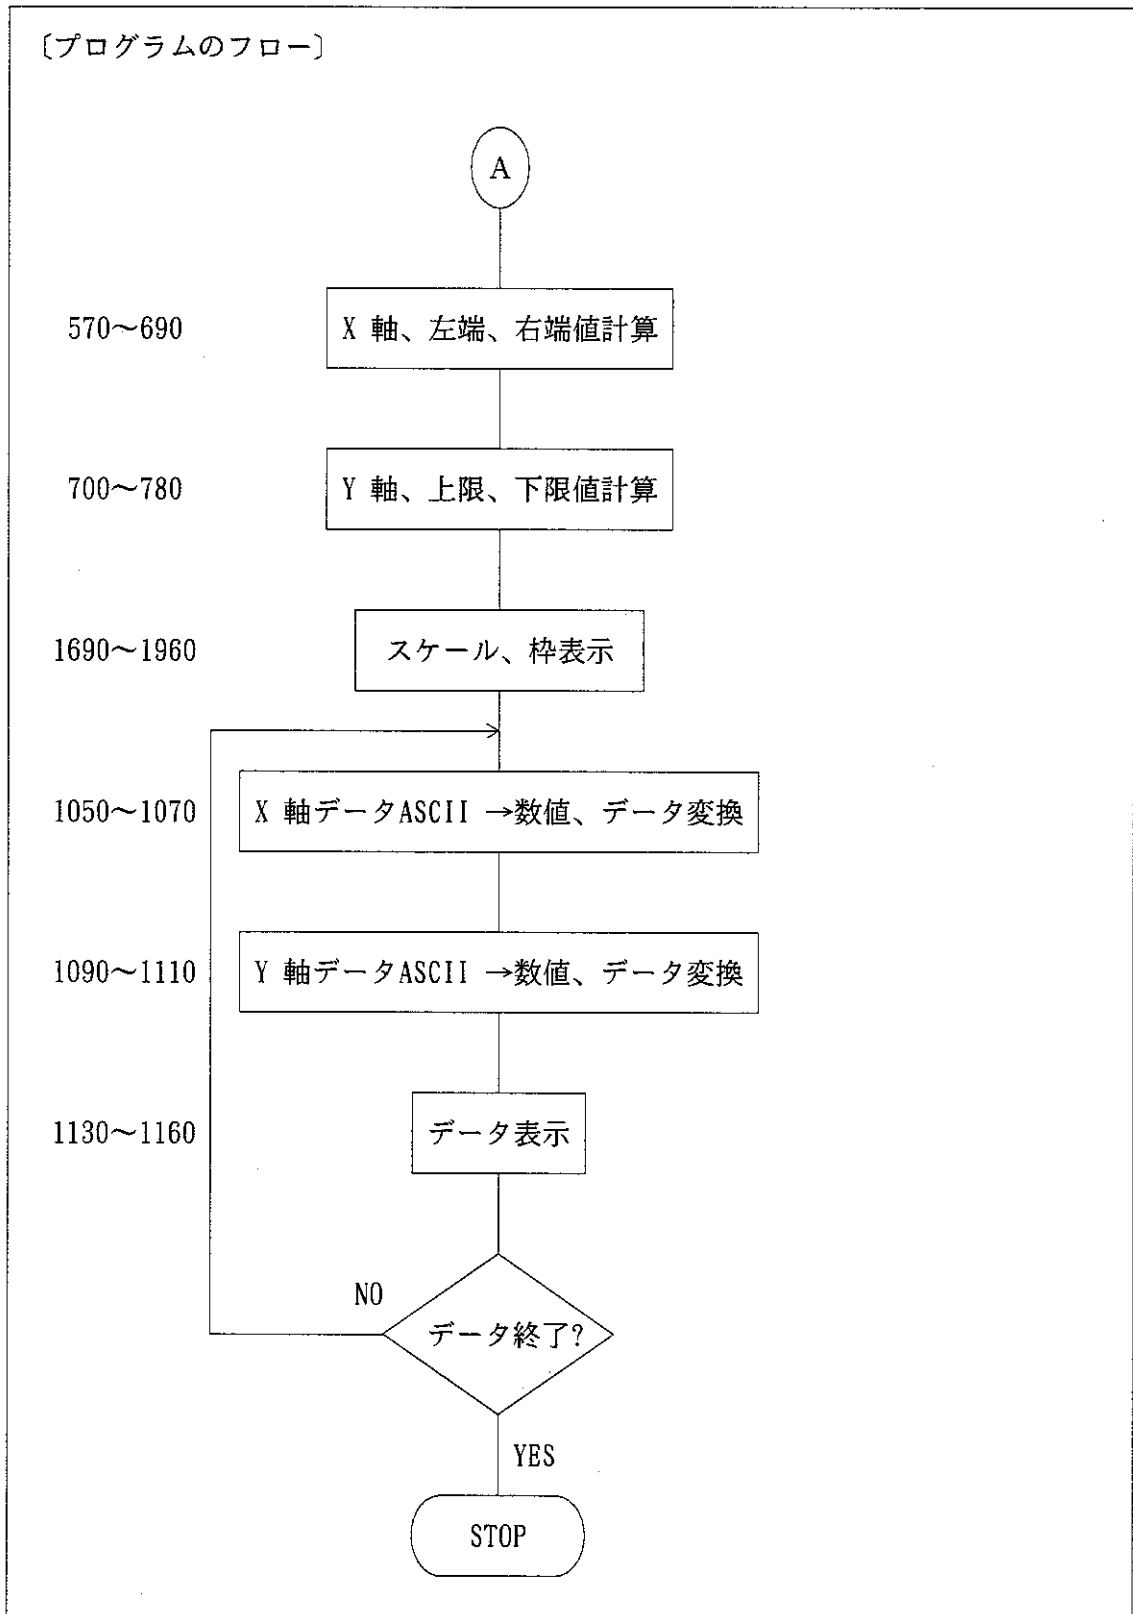 〔プログラムのフロー〕
A
570～690
X 軸、左端、右端値計算
700～780
Y 軸、上限、下限値計算
1690～1960
スケール、枠表示
1050～1070
X 軸データASCII →数値、データ変換
1090～1110
Y 軸データASCII →数値、データ変換
1130～1160
データ表示
NO
データ終了?
YES
STOP